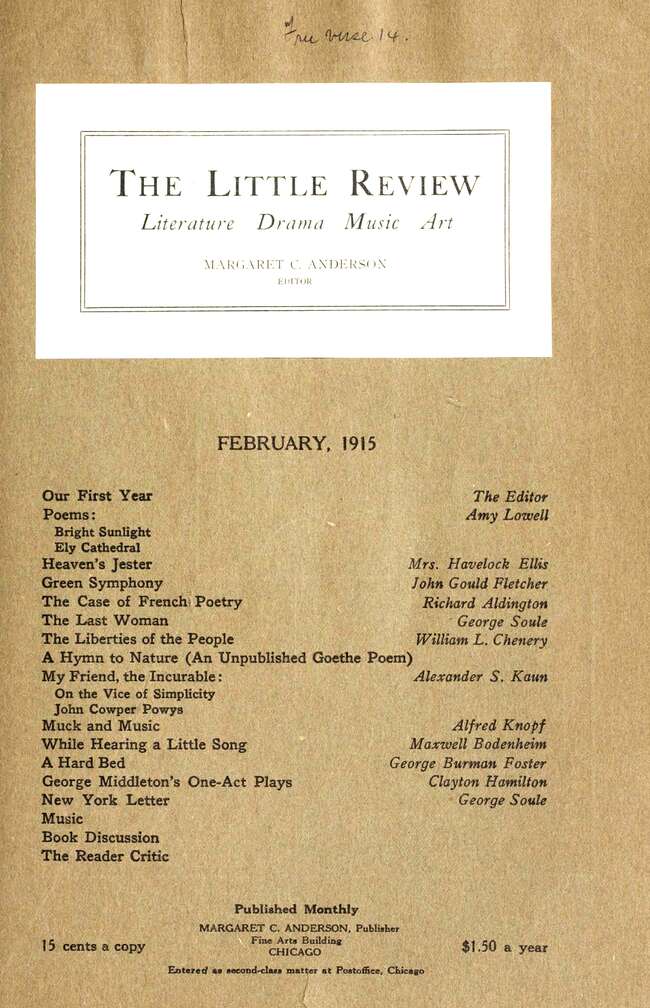 Free verse 14.
THE LITTLE REVIEW
Literature Drama Music Art
MARGARET C. ANDERSON
EDITOR
FEBRUARY, 1915
Our First Year The Editor
Poems: Amy Lowell
Bright Sunlight
Ely Cathedral
Heaven's Jester Mrs. Havelock Ellis
Green Symphony John Gould Fletcher
The Case of French Poetry Richard Aldington
The Last Woman George Soule
The Liberties of the People William L. Chenery
A Hymn to Nature (An Unpublished Goethe Poem)
My Friend, the Incurable: Alexander S. Kaun
On the Vice of Simplicity
John Cowper Powys
Muck and Music Alfred Knopf
While Hearing a Little Song Maxwell Bodenheim
A Hard Bed George Burman Foster
George Middleton's One-Act Plays Clayton Hamilton
New York Letter George Soule
Music
Book Discussion
The Reader Critic
Published Monthly
15 cents a copy
MARGARET C. ANDERSON, Publisher
Fine Arts Building
CHICAGO
$1.50 a year
Entered as second-class matter at Postoffice, Chicago